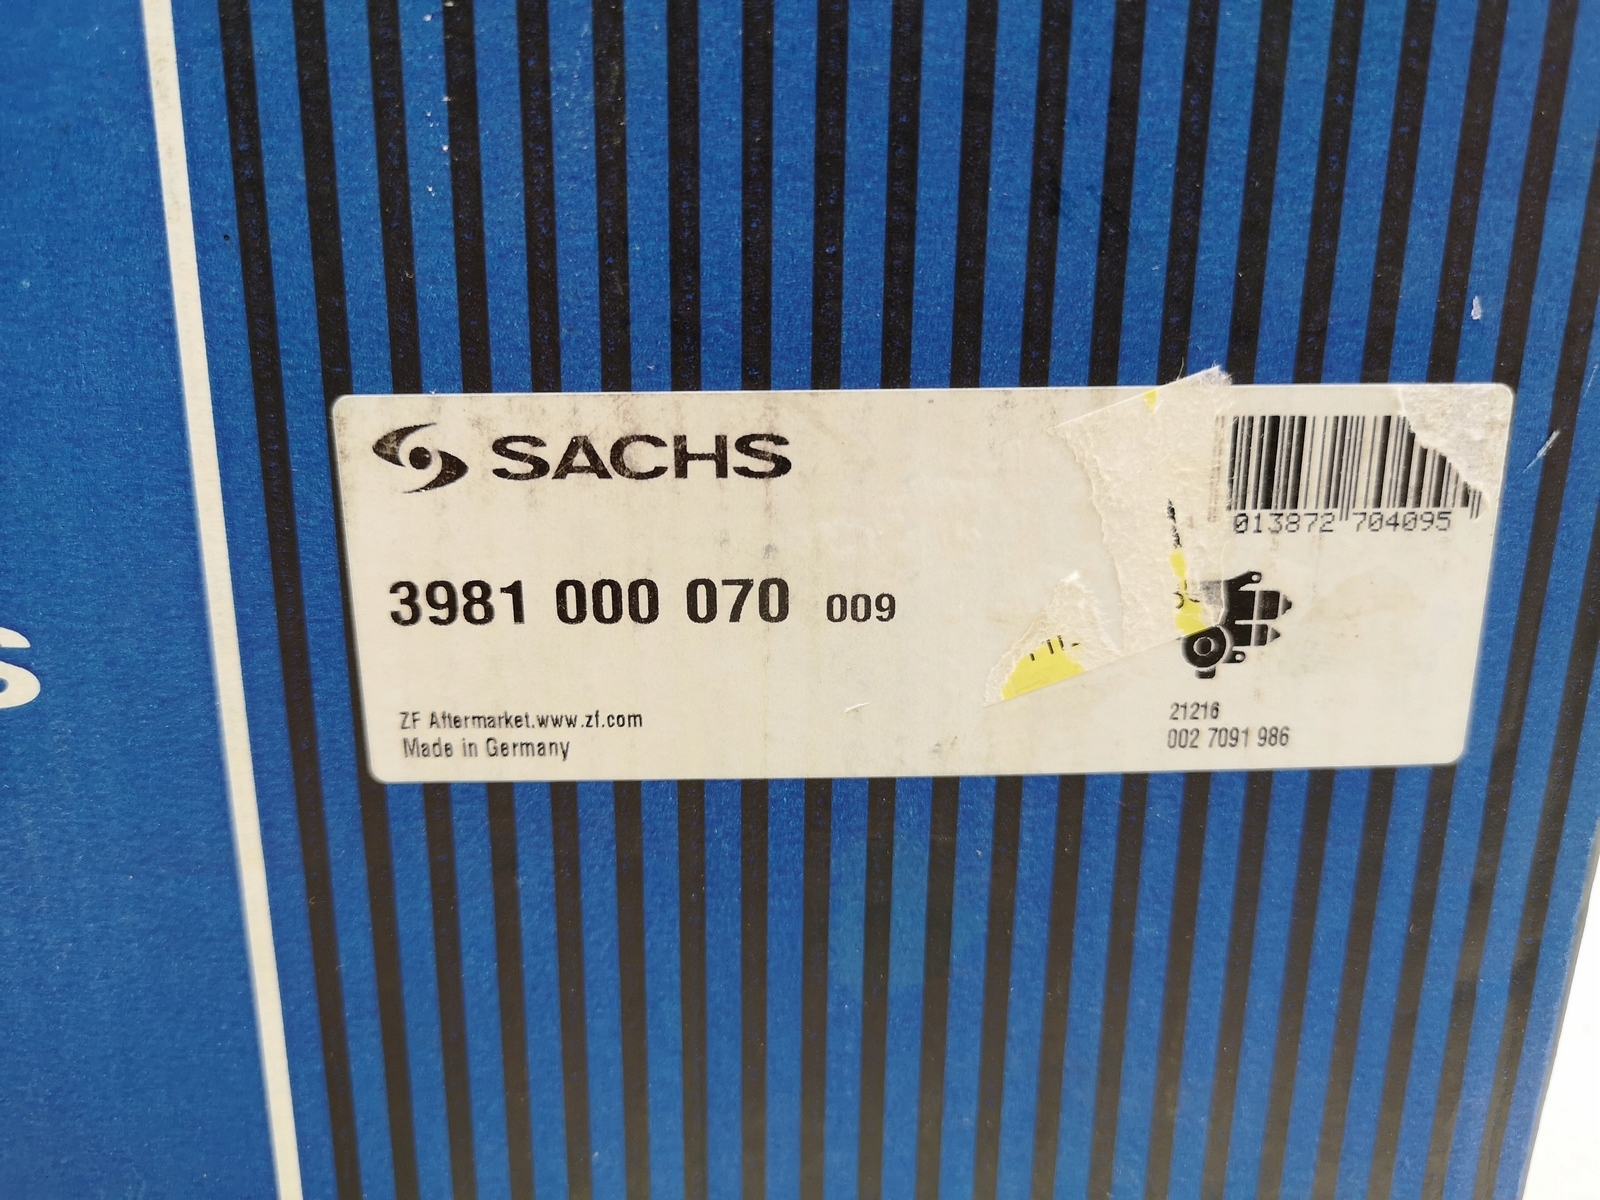 SACHS
013872 704095
3981 000 070 009
ZF Aftermarket.www.zf.com
Made in Germany
21216
002 7091 986
S